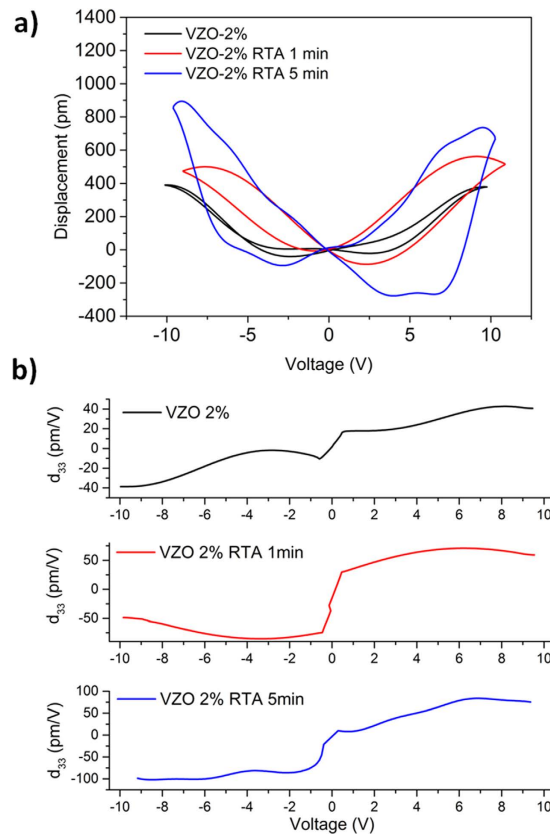 a)
1400
1200
1000
800
600
400
200
0
-200
-400
Displacement (pm)
VZO-2%
VZO-2% RTA 1 min
VZO-2% RTA 5 min
-10 -5 0 5 10
Voltage (V)
b)
40
20
0
-20
-40
d33 (pm/V)
VZO 2%
-10 -8 -6 -4 -2 0 2 4 6 8 10
50
0
-50
d33 (pm/V)
VZO 2% RTA 1min
-10 -8 -6 -4 -2 0 2 4 6 8 10
100
50
0
-50
-100
d33 (pm/V)
VZO 2% RTA 5min
-10 -8 -6 -4 -2 0 2 4 6 8 10
Voltage (V)